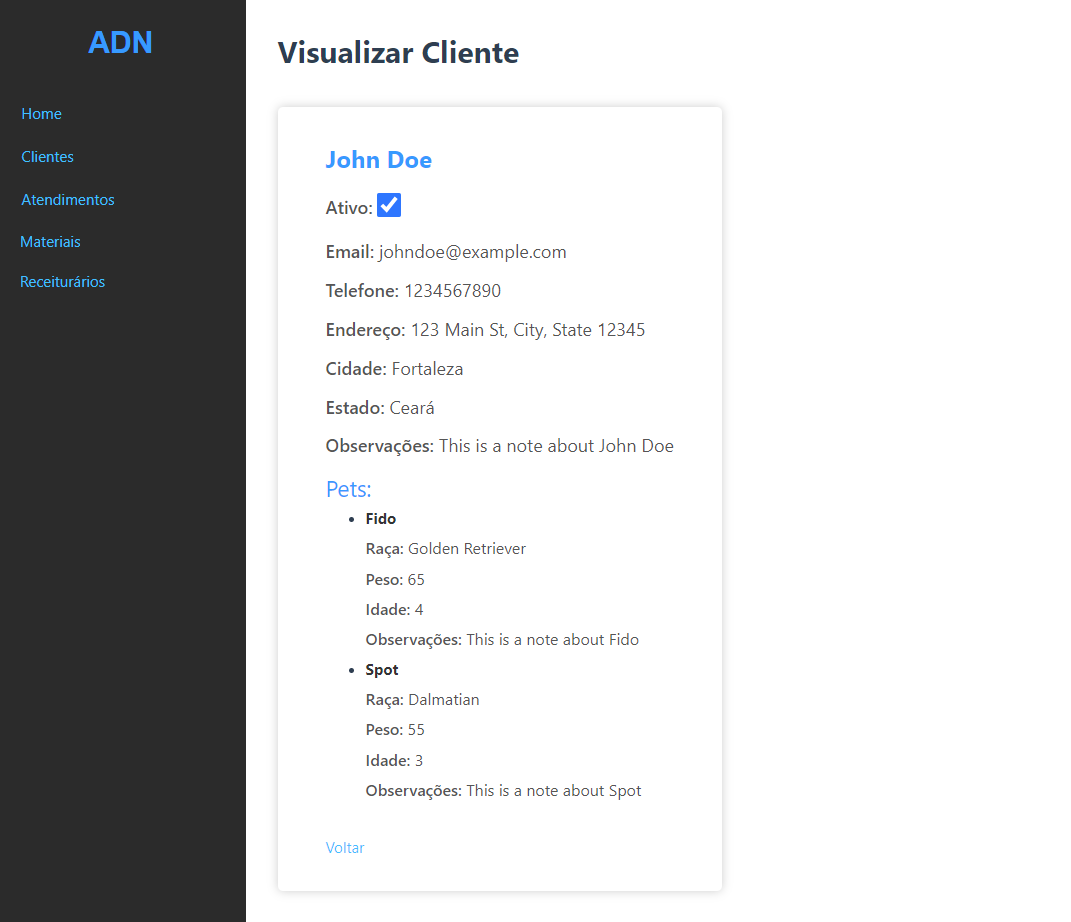 ADN
Home
Clientes
Atendimentos
Materiais
Receiturários
Visualizar Cliente
John Doe
Ativo:
Email: johndoe@example.com
Telefone: 1234567890
Endereço: 123 Main St, City, State 12345
Cidade: Fortaleza
Estado: Ceará
Observações: This is a note about John Doe
Pets:
Fido
Raça: Golden Retriever
Peso: 65
Idade: 4
Observações: This is a note about Fido
Spot
Raça: Dalmatian
Peso: 55
Idade: 3
Observações: This is a note about Spot
Voltar